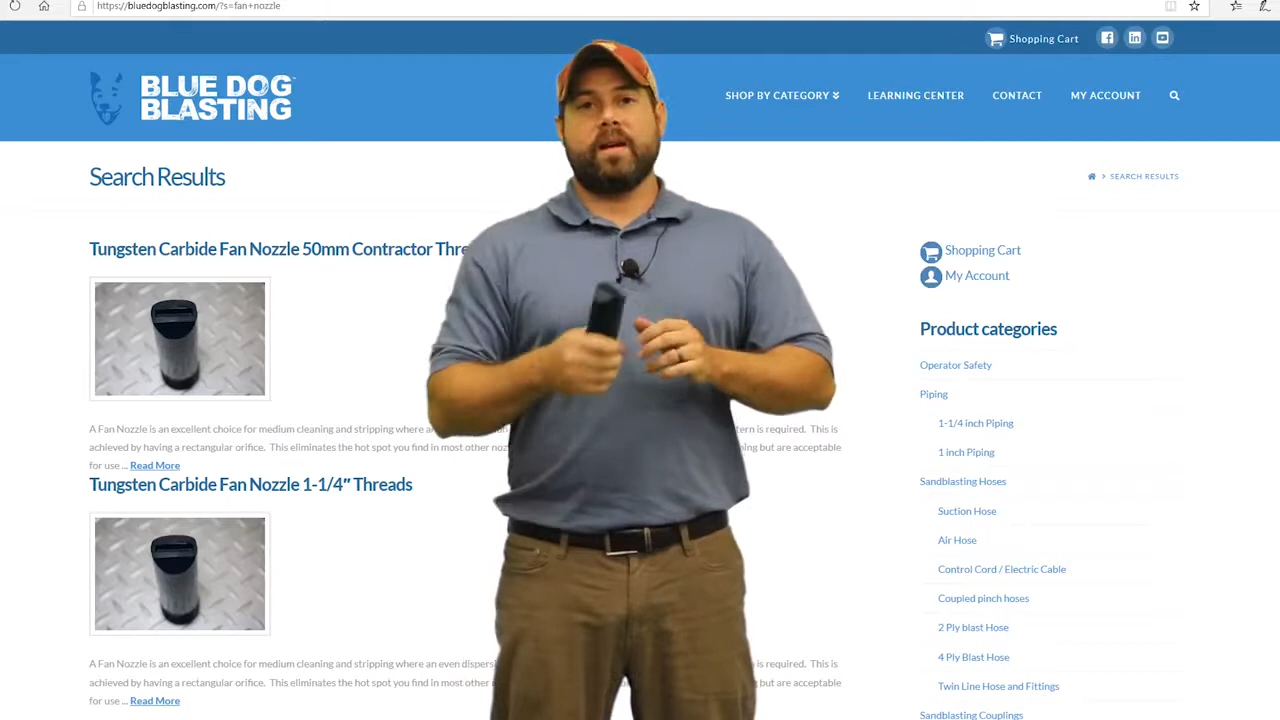 https://bluedogblasting.com/?s=fan+nozzle
Shopping Cart
BLUE DOG
BLASTING
SHOP BY CATEGORY
LEARNING CENTER
CONTACT
MY ACCOUNT
Search Results
SEARCH RESULTS
Tungsten Carbide Fan Nozzle 50mm Contractor Thre
A Fan Nozzle is an excellent choice for medium cleaning and stripping where an tern is required. This is
achieved by having a rectangular orifice. This eliminates the hot spot you find in most other noz ing but are acceptable
for use ... Read More
Tungsten Carbide Fan Nozzle 1-1/4″ Threads
A Fan Nozzle is an excellent choice for medium cleaning and stripping where an even dispers is required. This is
achieved by having a rectangular orifice. This eliminates the hot spot you find in most other noz ing but are acceptable
for use ... Read More
Shopping Cart
My Account
Product categories
Operator Safety
Piping
1-1/4 inch Piping
1 inch Piping
Sandblasting Hoses
Suction Hose
Air Hose
Control Cord / Electric Cable
Coupled pinch hoses
2 Ply blast Hose
4 Ply Blast Hose
Twin Line Hose and Fittings
Sandblasting Couplings